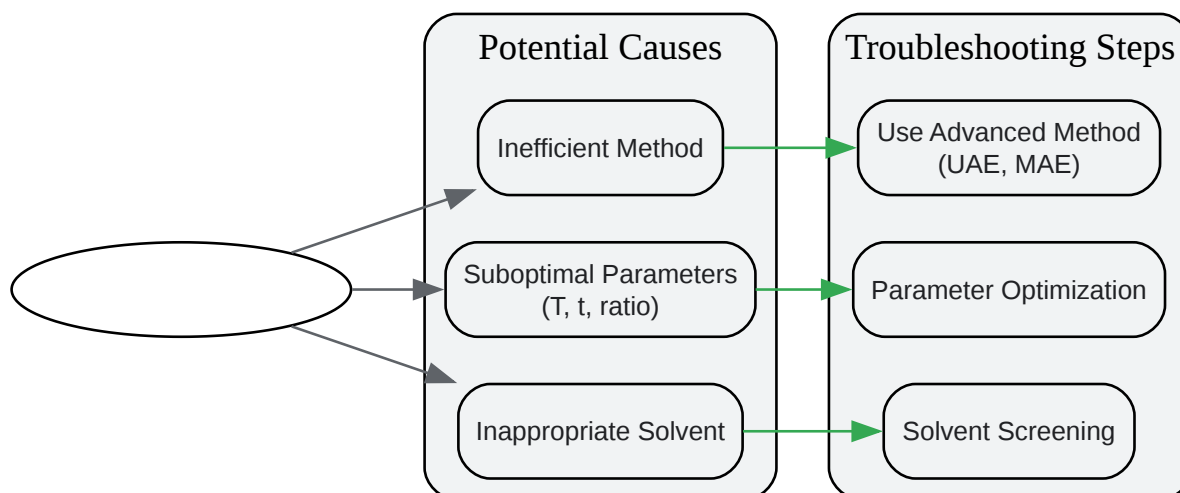 Potential Causes
Inefficient Method
Suboptimal Parameters
(T, t, ratio)
Inappropriate Solvent
Troubleshooting Steps
Use Advanced Method
(UAE, MAE)
Parameter Optimization
Solvent Screening